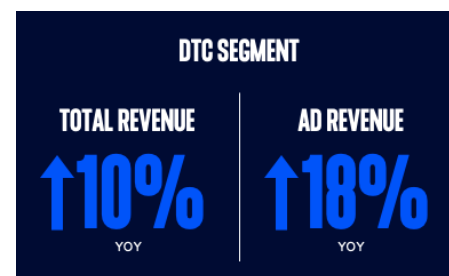 DTC SEGMENT
TOTAL REVENUE
↑10%
YOY
AD REVENUE
↑18%
YOY